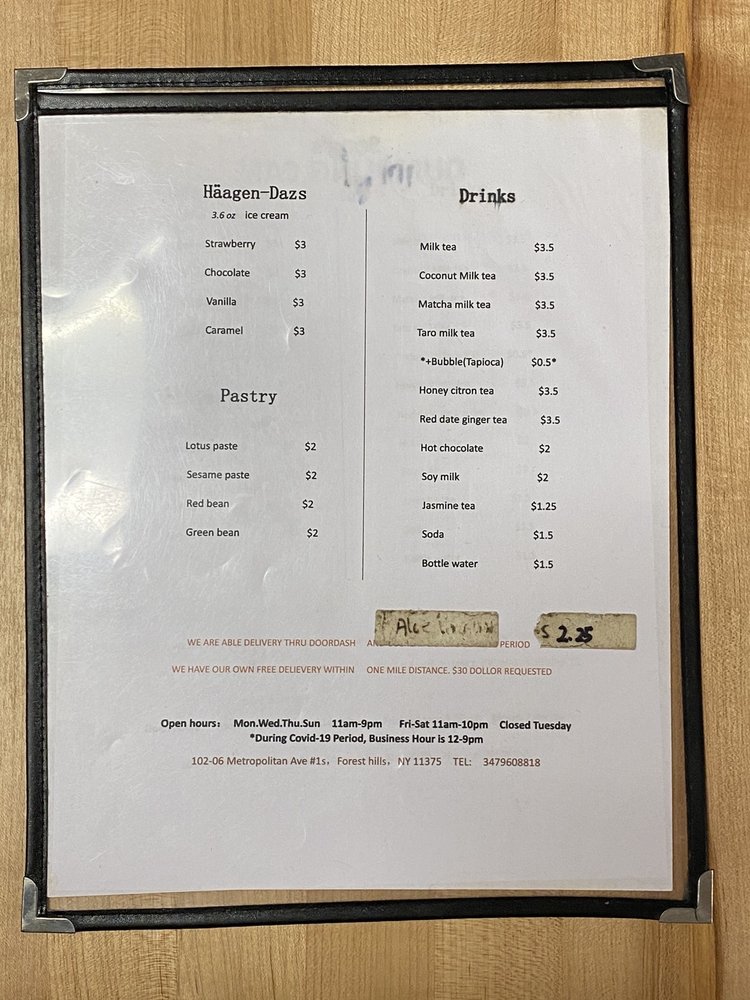 Häagen-Dazs
3.6 oz ice cream
Strawberry $3
Chocolate $3
Vanilla $3
Caramel $3
Pastry
Lotus paste $2
Sesame paste $2
Red bean $2
Green bean $2
Drinks
Milk tea $3.5
Coconut Milk tea $3.5
Matcha milk tea $3.5
Taro milk tea $3.5
*+Bubble(Tapioca) $0.5*
Honey citron tea $3.5
Red date ginger tea $3.5
Hot chocolate $2
Soy milk $2
Jasmine tea $1.25
Soda $1.5
Bottle water $1.5
$ 2.25
WE ARE ABLE DELIVERY THRU DOORDASH PERIOD
WE HAVE OUR OWN FREE DELIEVERY WITHIN ONE MILE DISTANCE. $30 DOLLOR REQUESTED
Open hours: Mon.Wed.Thu.Sun 11am-9pm Fri-Sat 11am-10pm Closed Tuesday
*During Covid-19 Period, Business Hour is 12-9pm
102-06 Metropolitan Ave #1s, Forest hills, NY 11375 TEL: 3479608818